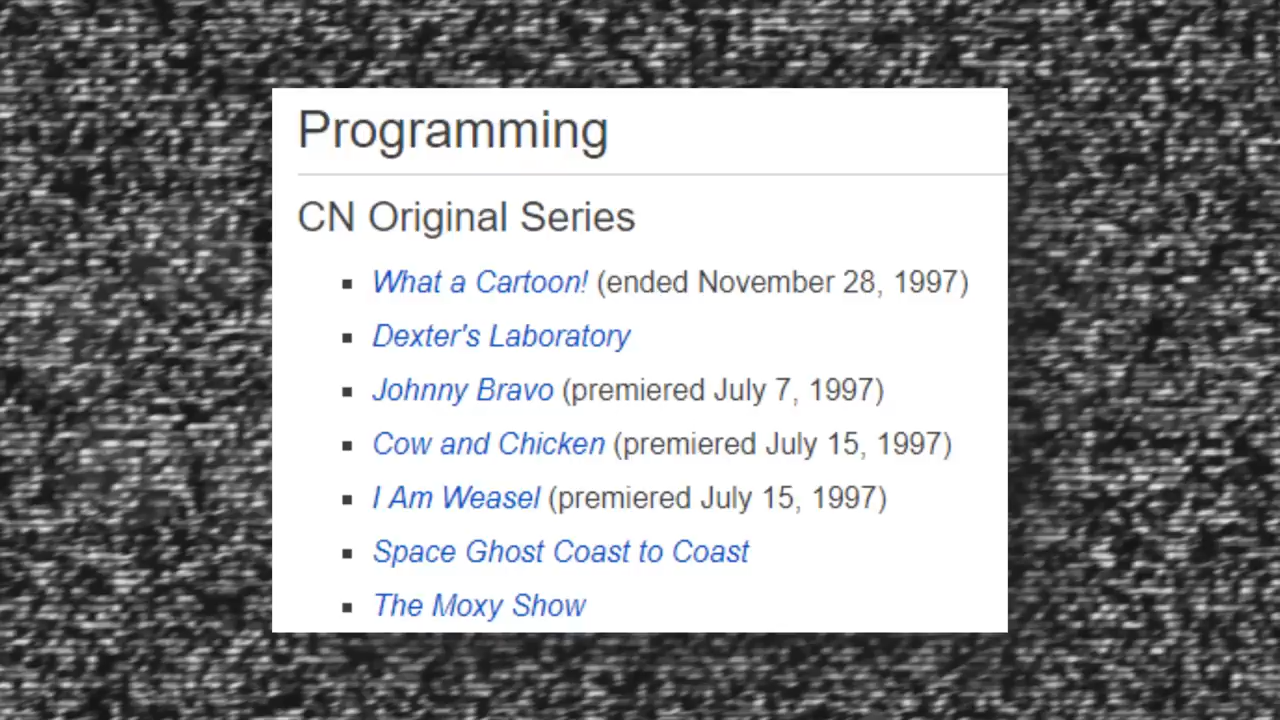 Programming
CN Original Series
What a Cartoon! (ended November 28, 1997)
Dexter's Laboratory
Johnny Bravo (premiered July 7, 1997)
Cow and Chicken (premiered July 15, 1997)
I Am Weasel (premiered July 15, 1997)
Space Ghost Coast to Coast
The Moxy Show